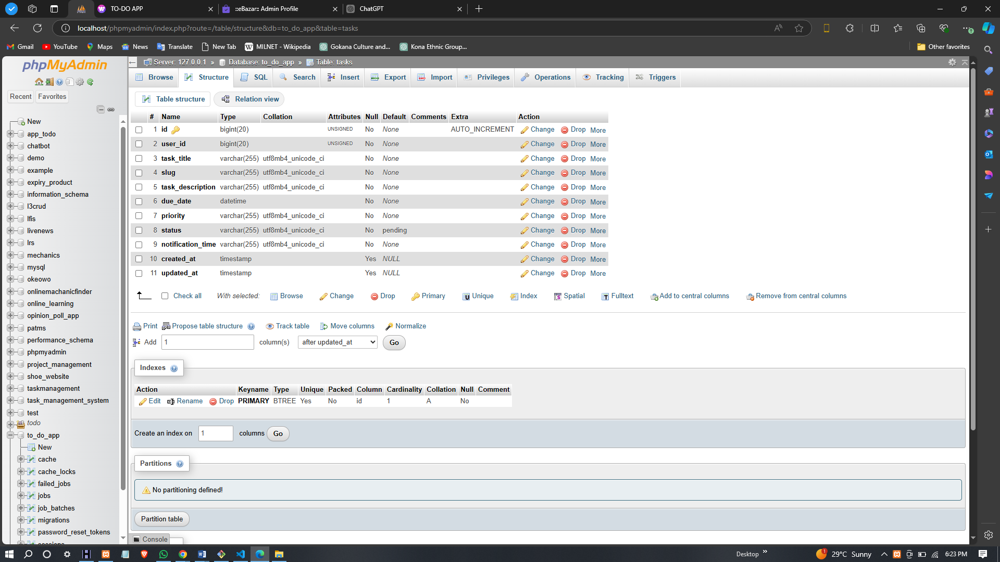 TO-DO APP
::eBazar:: Admin Profile
ChatGPT
localhost/phpmyadmin/index.php?route=/table/structure&db=to_do_app&table=tasks
Gmail YouTube Maps News Translate New Tab MILNET - Wikipedia Gokana Culture and... Kona Ethnic Group... Other favorites
phpMyAdmin
Recent Favorites
New
app_todo
chatbot
demo
example
expiry_product
information_schema
l3crud
lfis
livenews
lrs
mechanics
mysql
okeowo
onlinemachanicfinder
online_learning
opinion_poll_app
patms
performance_schema
phpmyadmin
project_management
shoe_website
taskmanagement
task_management_system
test
todo
to_do_app
New
cache
cache_locks
failed_jobs
jobs
job_batches
migrations
password_reset_tokens
Server: 127.0.0.1 » Database: to_do_app » Table: tasks
Browse Structure SQL Search Insert Export Import Privileges Operations Tracking Triggers
Table structure Relation view
# Name Type Collation Attributes Null Default Comments Extra Action
1 id bigint(20) UNSIGNED No None AUTO_INCREMENT Change Drop More
2 user_id bigint(20) UNSIGNED No None Change Drop More
3 task_title varchar(255) utf8mb4_unicode_ci No None Change Drop More
4 slug varchar(255) utf8mb4_unicode_ci No None Change Drop More
5 task_description varchar(255) utf8mb4_unicode_ci No None Change Drop More
6 due_date datetime No None Change Drop More
7 priority varchar(255) utf8mb4_unicode_ci No None Change Drop More
8 status varchar(255) utf8mb4_unicode_ci No pending Change Drop More
9 notification_time varchar(255) utf8mb4_unicode_ci No None Change Drop More
10 created_at timestamp Yes NULL Change Drop More
11 updated_at timestamp Yes NULL Change Drop More
Check all With selected: Browse Change Drop Primary Unique Index Spatial Fulltext Add to central columns Remove from central columns
Print Propose table structure Track table Move columns Normalize
Add 1 column(s) after updated_at Go
Indexes
Action Keyname Type Unique Packed Column Cardinality Collation Null Comment
Edit Rename Drop PRIMARY BTREE Yes No id 1 A No
Create an index on 1 columns Go
Partitions
No partitioning defined!
Partition table
Console
Desktop » 29°C Sunny 6:23 PM